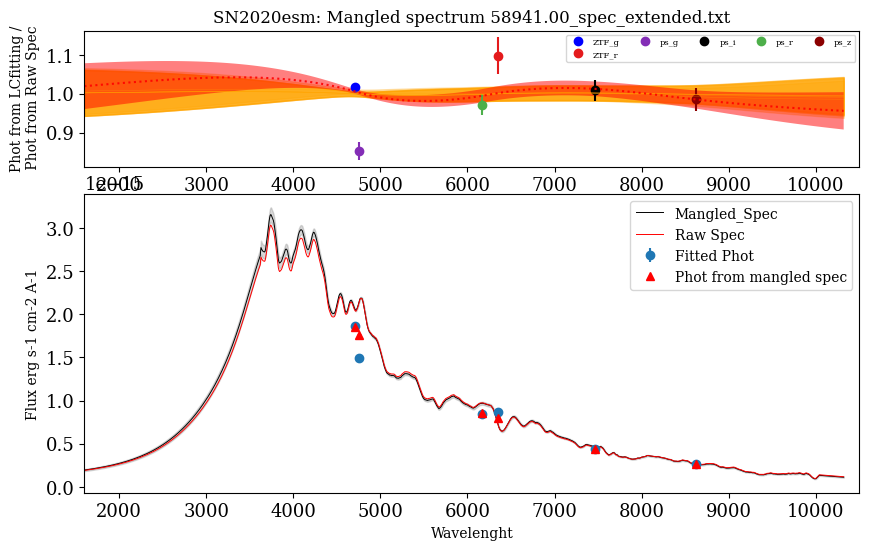 SN2020esm: Mangled spectrum 58941.00_spec_extended.txt
Phot from LCfitting /
Phot from Raw Spec
1.1
1.0
0.9
ZTF_g ps_g ps_i ps_r ps_z
ZTF_r
2000 3000 4000 5000 6000 7000 8000 9000 10000
1e−15
Flux erg s-1 cm-2 A-1
3.0
2.5
2.0
1.5
1.0
0.5
0.0
Mangled_Spec
Raw Spec
Fitted Phot
Phot from mangled spec
2000 3000 4000 5000 6000 7000 8000 9000 10000
Wavelenght